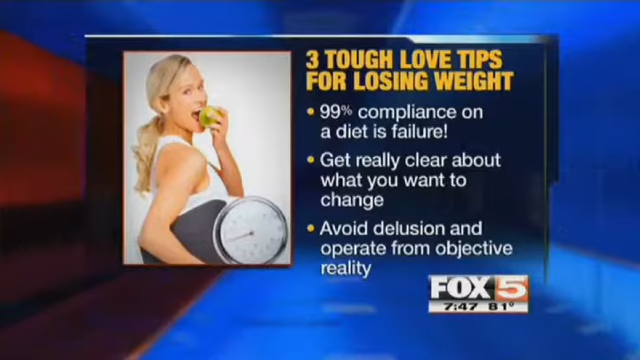 3 TOUGH LOVE TIPS
FOR LOSING WEIGHT
• 99% compliance on
a diet is failure!
• Get really clear about
what you want to
change
• Avoid delusion and
operate from objective
reality
FOX 5
7:47 81°